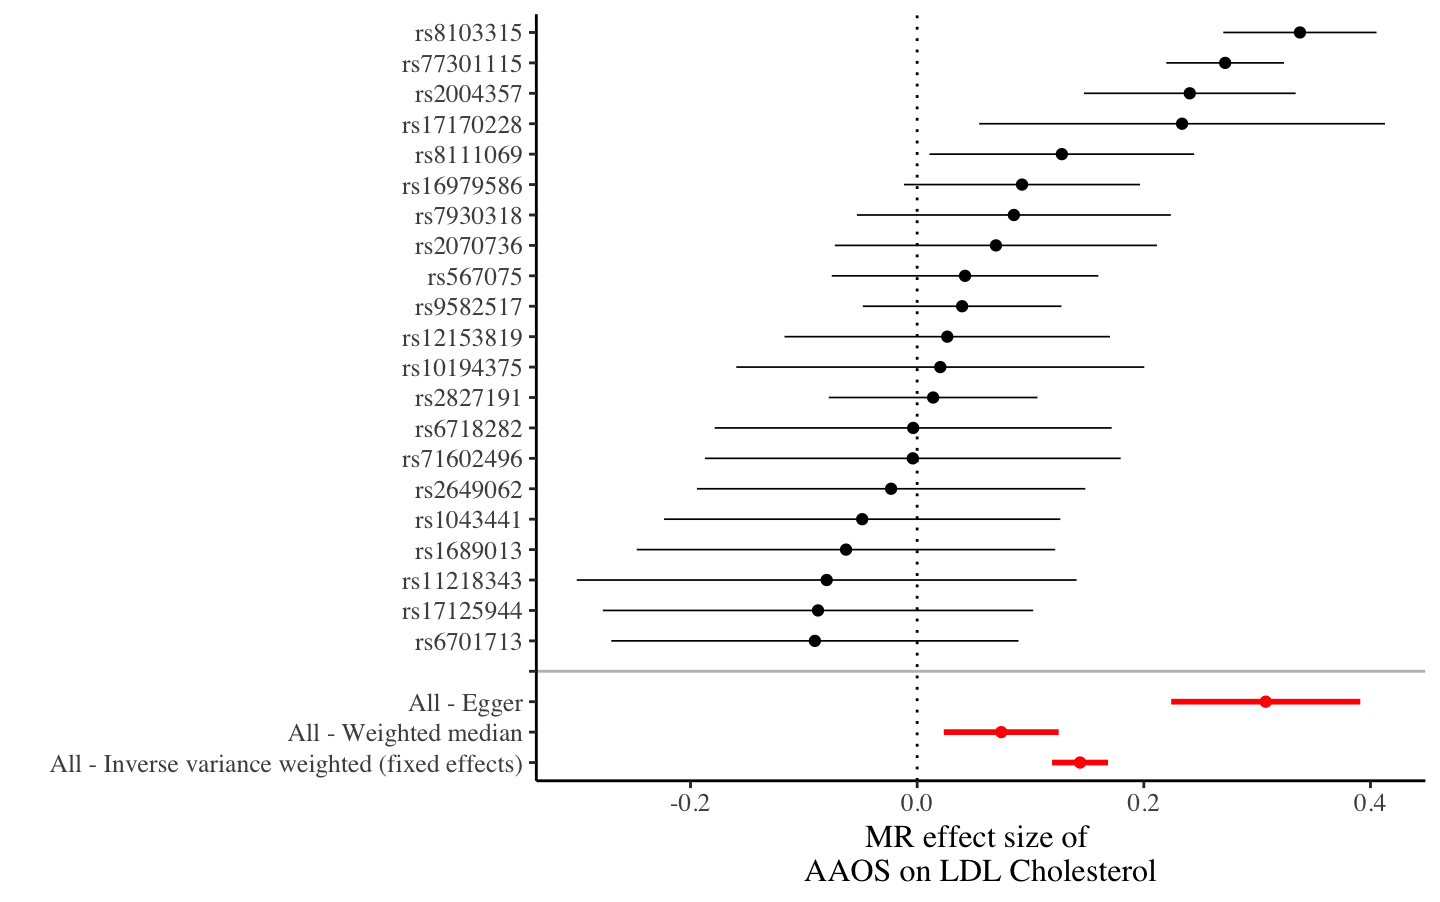 rs8103315
rs77301115
rs2004357
rs17170228
rs8111069
rs16979586
rs7930318
rs2070736
rs567075
rs9582517
rs12153819
rs10194375
rs2827191
rs6718282
rs71602496
rs2649062
rs1043441
rs1689013
rs11218343
rs17125944
rs6701713
All - Egger
All - Weighted median
All - Inverse variance weighted (fixed effects)
-0.2 0.0 0.2 0.4
MR effect size of
AAOS on LDL Cholesterol